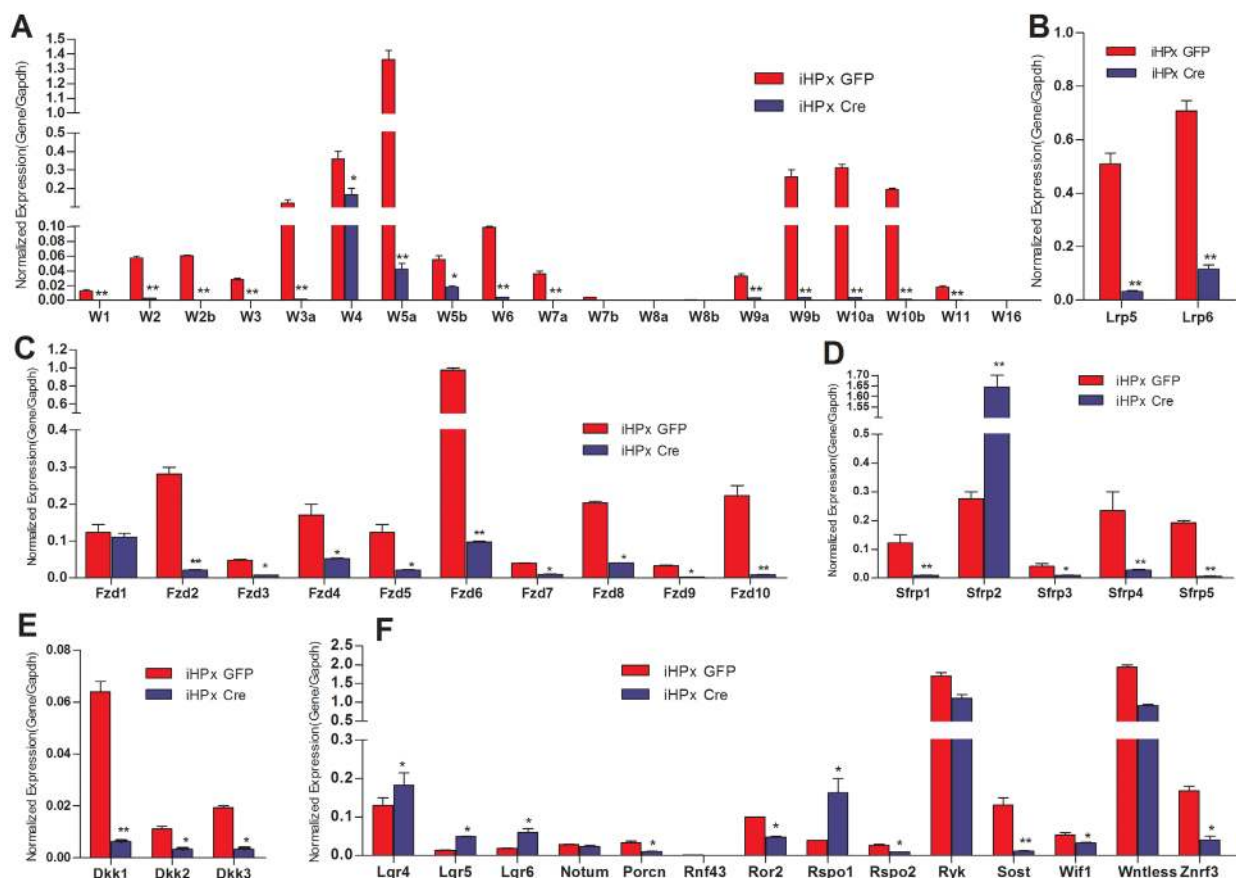 A
Normalized Expression(Gene/Gapdh)
1.5
1.4
1.3
1.2
1.1
1.0
0.5
0.4
0.3
0.2
0.10
0.08
0.06
0.04
0.02
0.00
iHPx GFP
iHPx Cre
** ** ** ** ** * ** * ** ** ** ** ** ** **
W1 W2 W2b W3 W3a W4 W5a W5b W6 W7a W7b W8a W8b W9a W9b W10a W10b W11 W16
B
Normalized Expression(Gene/Gapdh)
1.0
0.8
0.6
0.4
0.2
0.0
iHPx GFP
iHPx Cre
** **
Lrp5 Lrp6
C
Normalized Expression(Gene/Gapdh)
1.2
1.0
0.8
0.6
0.4
0.3
0.2
0.1
0.0
iHPx GFP
iHPx Cre
** * * * ** * * * **
Fzd1 Fzd2 Fzd3 Fzd4 Fzd5 Fzd6 Fzd7 Fzd8 Fzd9 Fzd10
D
Normalized Expression(Gene/Gapdh)
1.70
1.65
1.60
1.55
0.5
0.4
0.3
0.2
0.1
0.0
iHPx GFP
iHPx Cre
** ** * ** **
Sfrp1 Sfrp2 Sfrp3 Sfrp4 Sfrp5
E
Normalized Expression(Gene/Gapdh)
0.08
0.06
0.04
0.02
0.00
iHPx GFP
iHPx Cre
** * *
Dkk1 Dkk2 Dkk3
F
Normalized Expression(Gene/Gapdh)
2.5
2.0
1.5
1.0
0.5
0.3
0.2
0.1
0.0
iHPx GFP
iHPx Cre
* * * * * * * ** * *
Lgr4 Lgr5 Lgr6 Notum Porcn Rnf43 Ror2 Rspo1 Rspo2 Ryk Sost Wif1 Wntless Znrf3